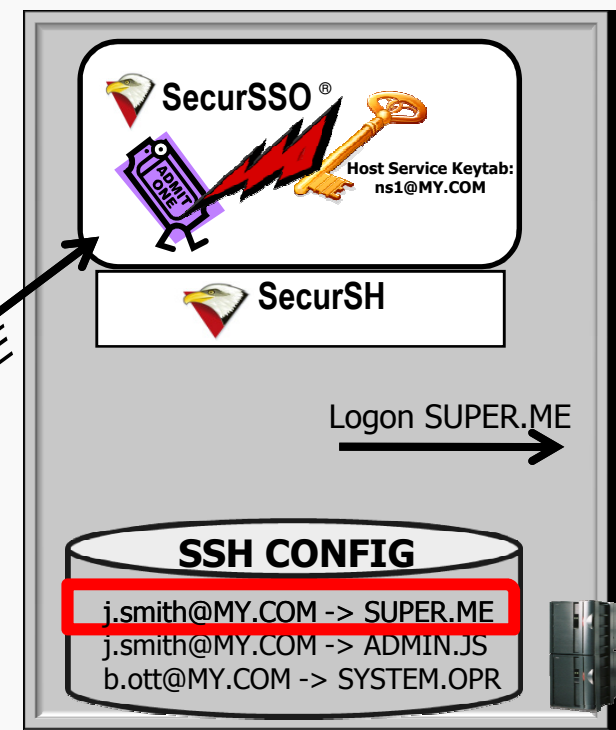 SecurSSO ®
ADMIT
ONE
Host Service Keytab:
ns1@MY.COM
SecurSH
Logon SUPER.ME
SSH CONFIG
j.smith@MY.COM -> SUPER.ME
j.smith@MY.COM -> ADMIN.JS
b.ott@MY.COM -> SYSTEM.OPR